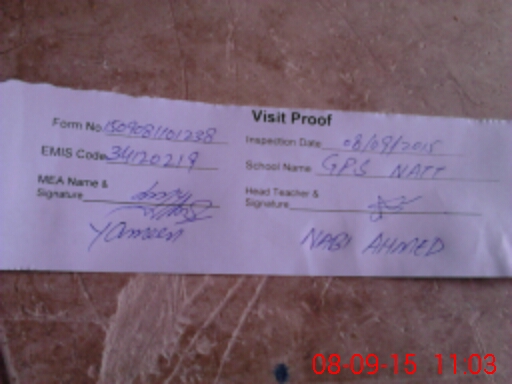 Visit Proof
Form No. 1509081101238
Inspection Date 08/09/2015
EMIS Code 34120219
School Name GPS NATT
MEA Name &
Signature
Head Teacher &
Signature
Yameen
NABI AHMED
08-09-15 11:03